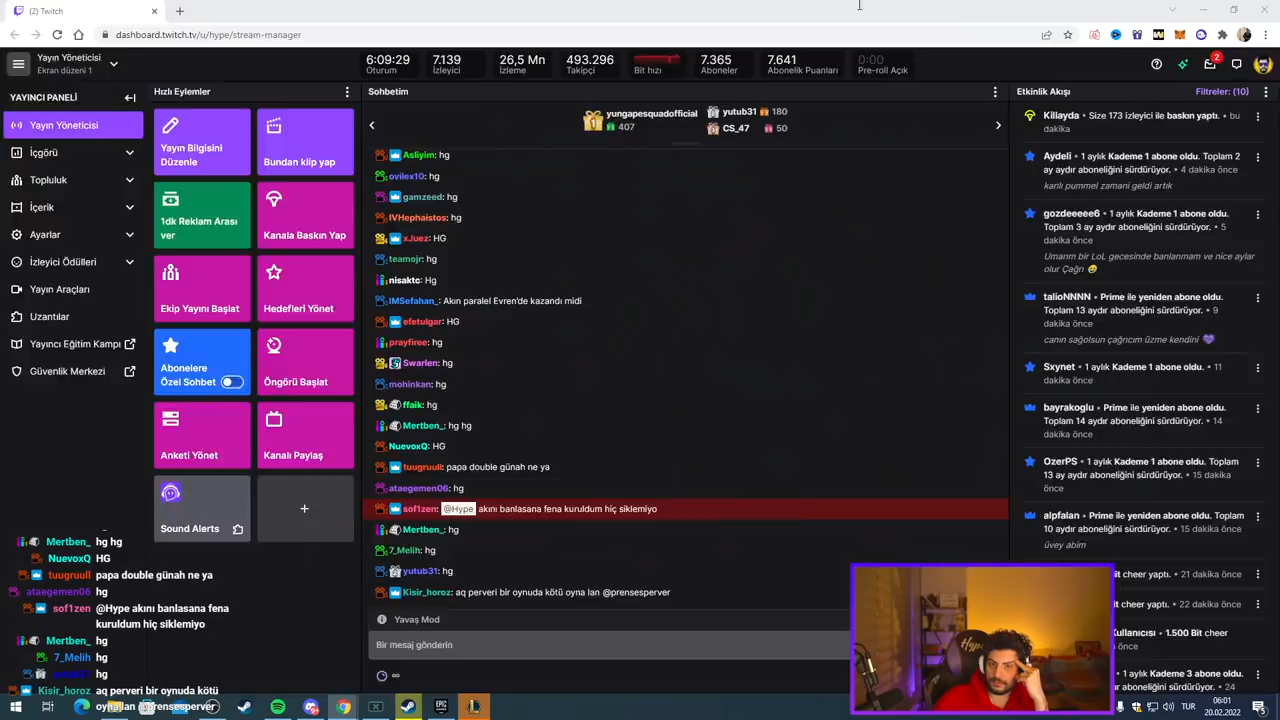 (2) Twitch
dashboard.twitch.tv/u/hype/stream-manager
Yayın Yöneticisi
Ekran düzeni 1
6:09:29
Oturum
7.139
İzleyici
26,5 Mn
İzleme
493.296
Takipçi
Bit hızı
7.365
Aboneler
7.641
Abonelik Puanları
0:00
Pre-roll Açık
2
YAYINCI PANELİ
Yayın Yöneticisi
İçgörü
Topluluk
İçerik
Ayarlar
İzleyici Ödülleri
Yayın Araçları
Uzantılar
Yayıncı Eğitim Kampı
Güvenlik Merkezi
Hızlı Eylemler
Yayın Bilgisini
Düzenle
Bundan klip yap
1dk Reklam Arası
ver
Kanala Baskın Yap
Ekip Yayını Başlat
Hedefleri Yönet
Abonelere
Özel Sohbet
Öngörü Başlat
Anketi Yönet
Kanalı Paylaş
Sound Alerts
Sohbetim
1
yungapesquadofficial
407
yutub31 180
CS_47 50
Asliyim: hg
ovilex10: hg
gamzeed: hg
IVHephaistos: hg
xJuez: HG
teamojr: hg
nisaktc: Hg
IMSefahan_: Akın paralel Evren'de kazandı midi
efetulgar: HG
prayfiree: hg
Swarlen: hg
mohinkan: hg
ffaik: hg
Mertben_: hg hg
NuevoxQ: HG
tuugruull: papa double günah ne ya
ataegemen06: hg
sof1zen: @Hype akını banlasana fena kuruldum hiç siklemiyo
Mertben_: hg
7_Melih: hg
yutub31: hg
Kisir_horoz: aq perveri bir oynuda kötü oyna lan @prensesperver
Yavaş Mod
Bir mesaj gönderin
∞
Etkinlik Akışı
Filtreler: (10)
Killayda • Size 173 izleyici ile baskın yaptı. • bu
dakika
Aydeli • 1 aylık Kademe 1 abone oldu. Toplam 2
ay aydır aboneliğini sürdürüyor. • 4 dakika önce
kanlı pummel zamani geldi artık
gozdeeeee6 • 1 aylık Kademe 1 abone oldu.
Toplam 3 ay aydır aboneliğini sürdürüyor. • 5
dakika önce
Umarım bir LoL gecesinde banlanmam ve nice aylar
olur Çağrı
talioNNNN • Prime ile yeniden abone oldu.
Toplam 13 aydır aboneliğini sürdürüyor. • 9
dakika önce
canın sağolsun çağrıcım üzme kendini
Sxynet • 1 aylık Kademe 1 abone oldu. • 11
dakika önce
bayrakoglu • Prime ile yeniden abone oldu.
Toplam 14 aydır aboneliğini sürdürüyor. • 14
dakika önce
OzerPS • 1 aylık Kademe 1 abone oldu. Toplam
13 ay aydır aboneliğini sürdürüyor. • 15 dakika
önce
alpfalan • Prime ile yeniden abone oldu. Toplam
10 aydır aboneliğini sürdürüyor. • 15 dakika önce
üvey abim
it cheer yaptı. • 21 dakika önce
it cheer yaptı. • 22 dakika önce
Kullanıcısı • 1.500 Bit cheer
1 aylık Kademe 3 abone oldu.
dır aboneliğini sürdürüyor. • 24
Mertben_ hg hg
NuevoxQ HG
tuugruull papa double günah ne ya
ataegemen06 hg
sof1zen @Hype akını banlasana fena
kuruldum hiç siklemiyo
Mertben_ hg
7_Melih hg
yutub31 hg
Kisir_horoz aq perveri bir oynuda kötü
oyna lan @prensesperver
Hype
EPIC
TUR
06:01
20.02.2022